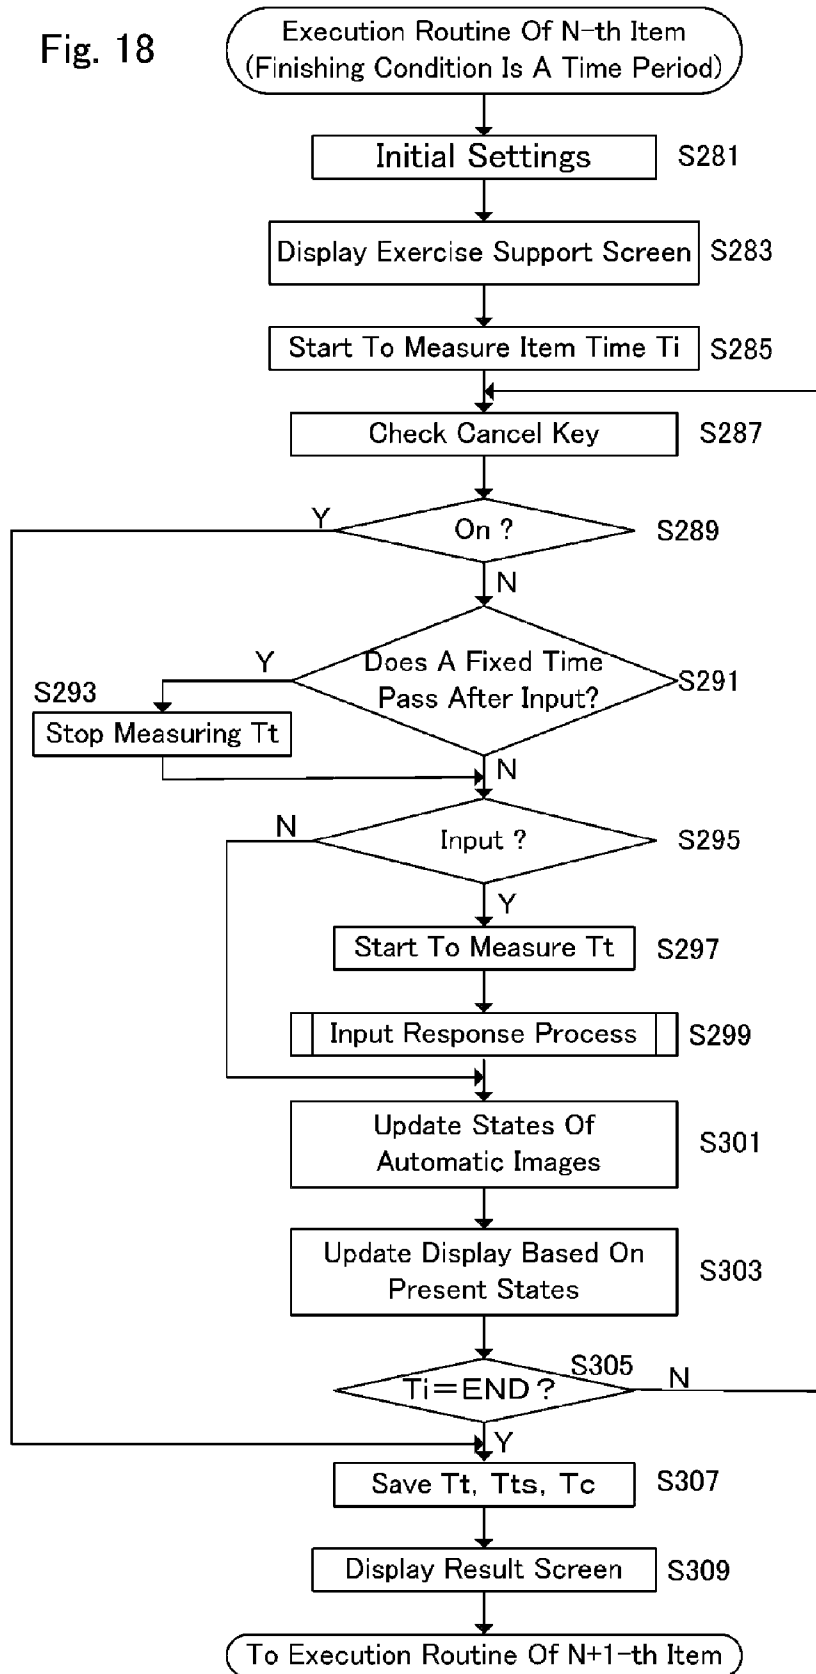 Fig. 18
Execution Routine Of N-th Item
(Finishing Condition Is A Time Period)
Initial Settings
S281
Display Exercise Support Screen
S283
Start To Measure Item Time Ti
S285
Check Cancel Key
S287
Y
On ?
S289
N
Y
Does A Fixed Time
Pass After Input?
S291
S293
Stop Measuring Tt
N
N
Input ?
S295
Y
Start To Measure Tt
S297
Input Response Process
S299
Update States Of
Automatic Images
S301
Update Display Based On
Present States
S303
S305
Ti=END ?
N
Y
Save Tt, Tts, Tc
S307
Display Result Screen
S309
To Execution Routine Of N+1-th Item